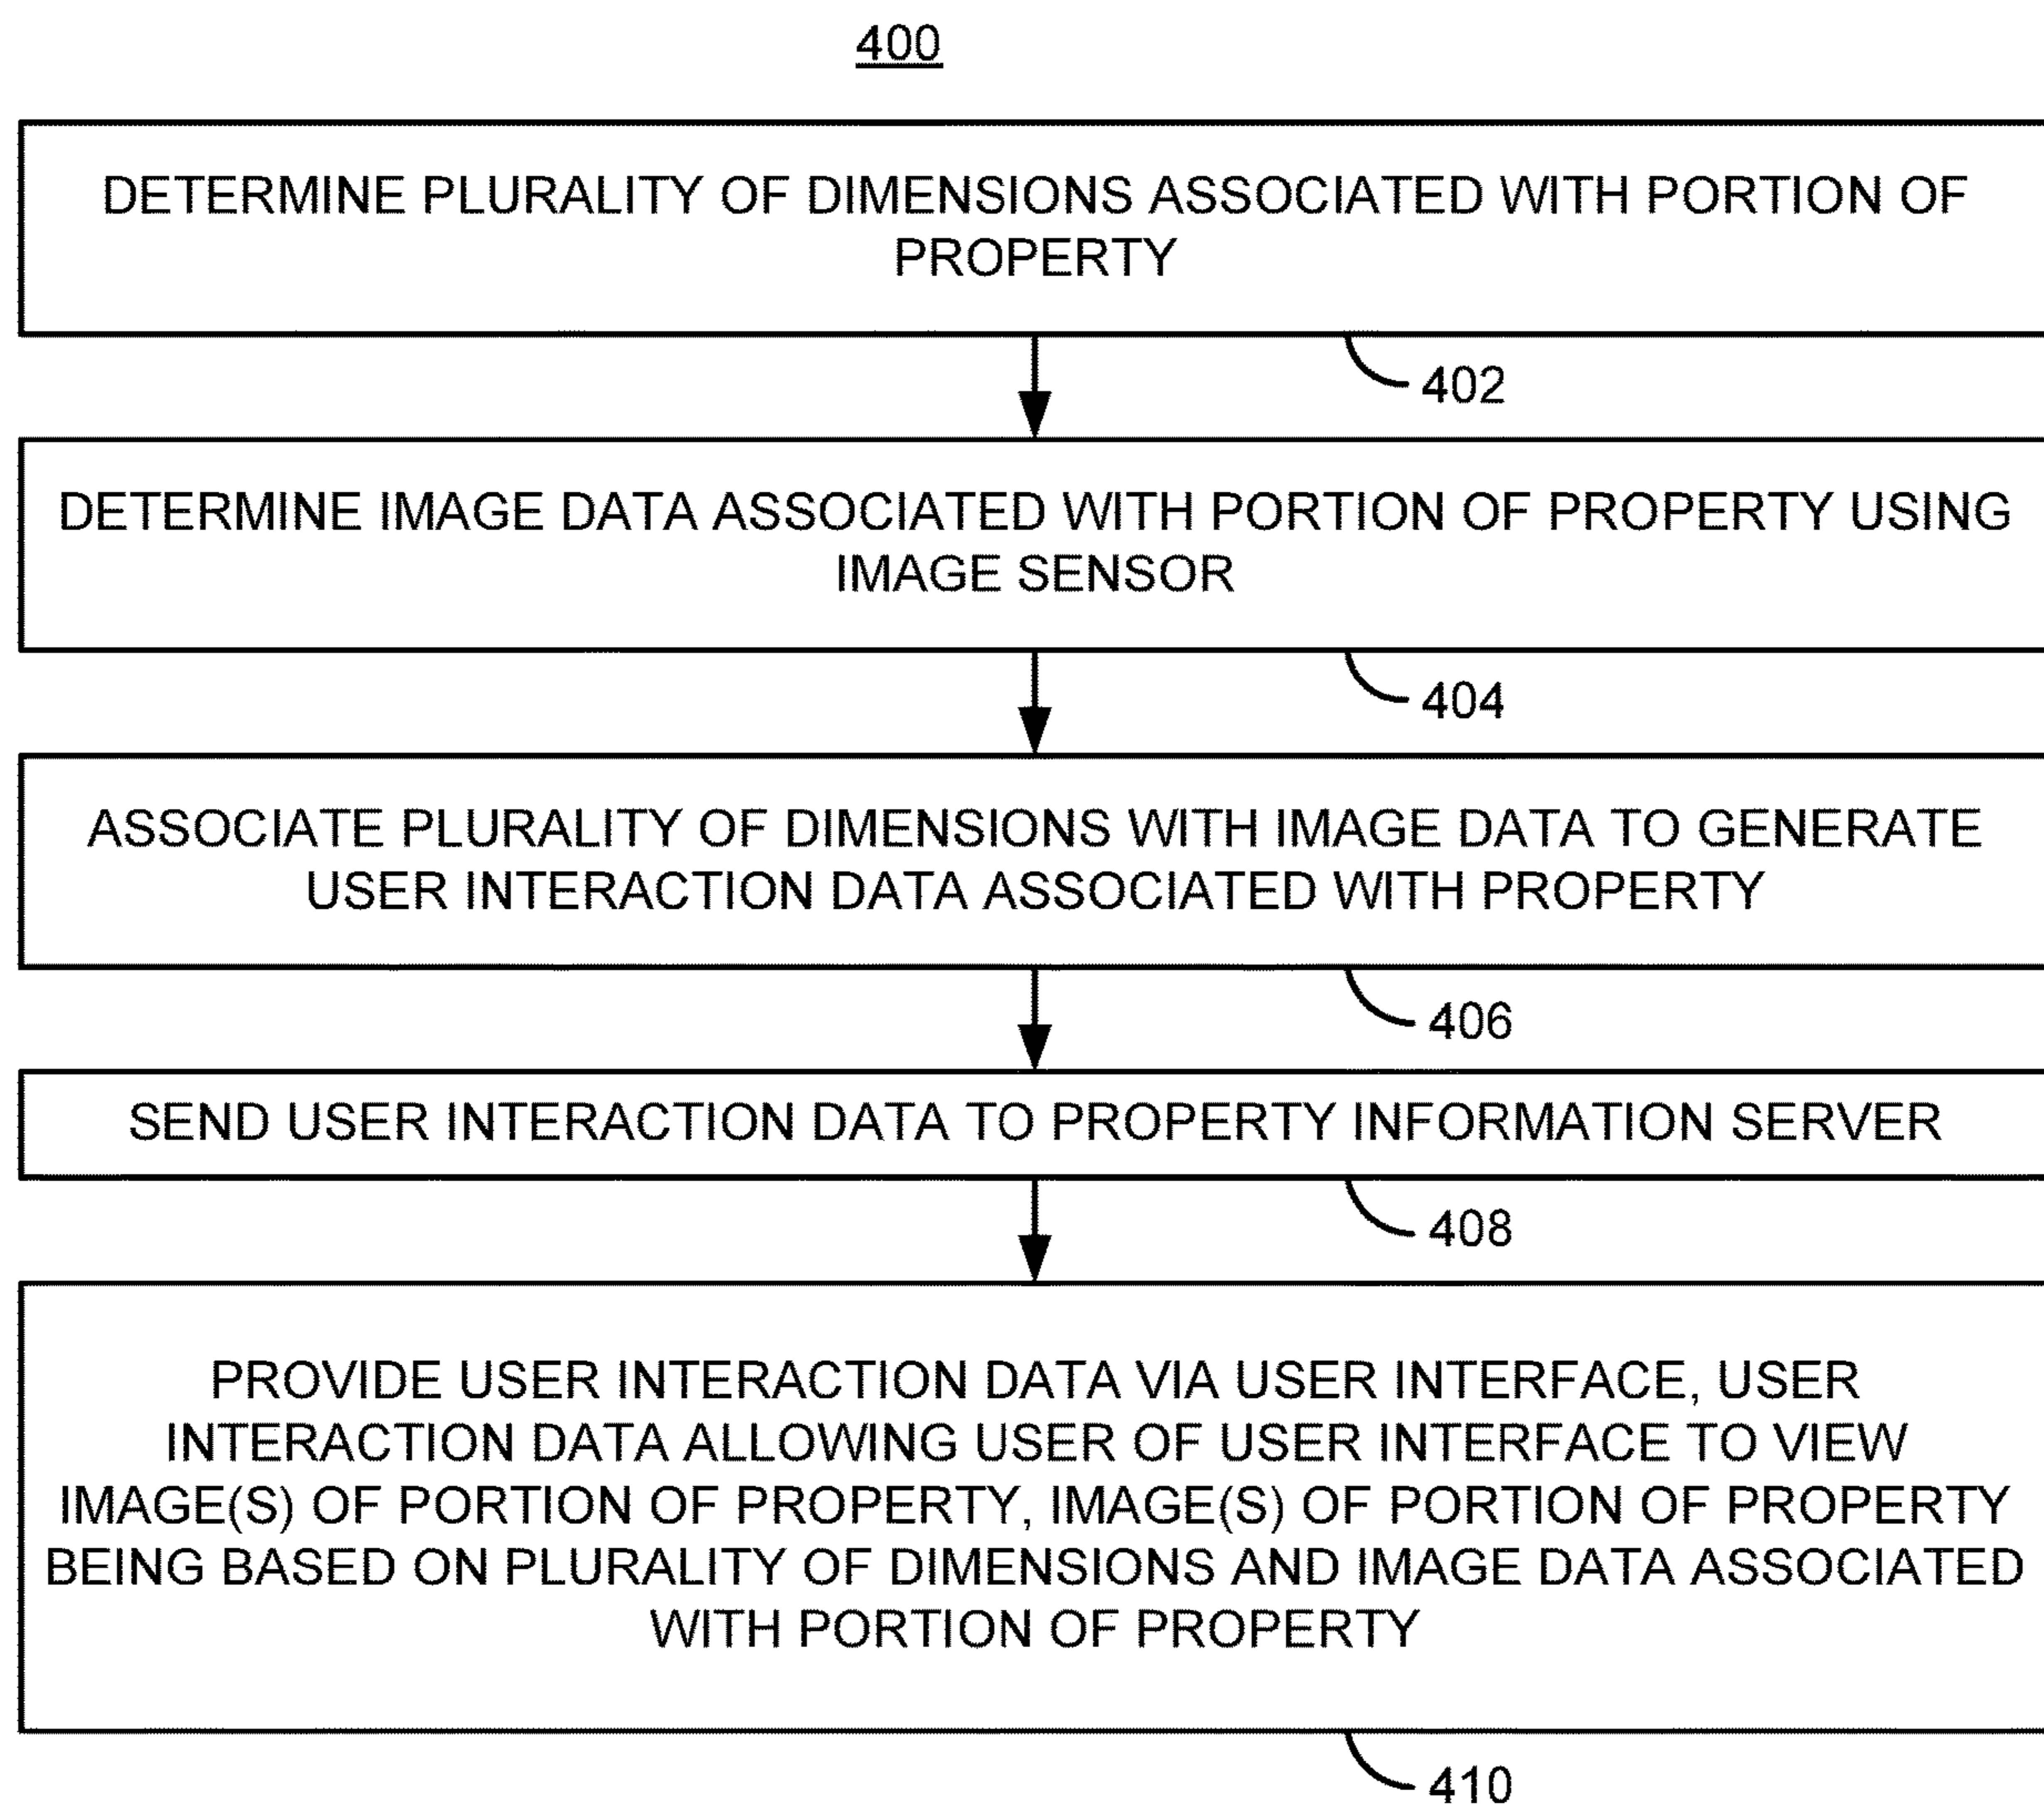 400
DETERMINE PLURALITY OF DIMENSIONS ASSOCIATED WITH PORTION OF
PROPERTY
402
DETERMINE IMAGE DATA ASSOCIATED WITH PORTION OF PROPERTY USING
IMAGE SENSOR
404
ASSOCIATE PLURALITY OF DIMENSIONS WITH IMAGE DATA TO GENERATE
USER INTERACTION DATA ASSOCIATED WITH PROPERTY
406
SEND USER INTERACTION DATA TO PROPERTY INFORMATION SERVER
408
PROVIDE USER INTERACTION DATA VIA USER INTERFACE, USER
INTERACTION DATA ALLOWING USER OF USER INTERFACE TO VIEW
IMAGE(S) OF PORTION OF PROPERTY, IMAGE(S) OF PORTION OF PROPERTY
BEING BASED ON PLURALITY OF DIMENSIONS AND IMAGE DATA ASSOCIATED
WITH PORTION OF PROPERTY
410